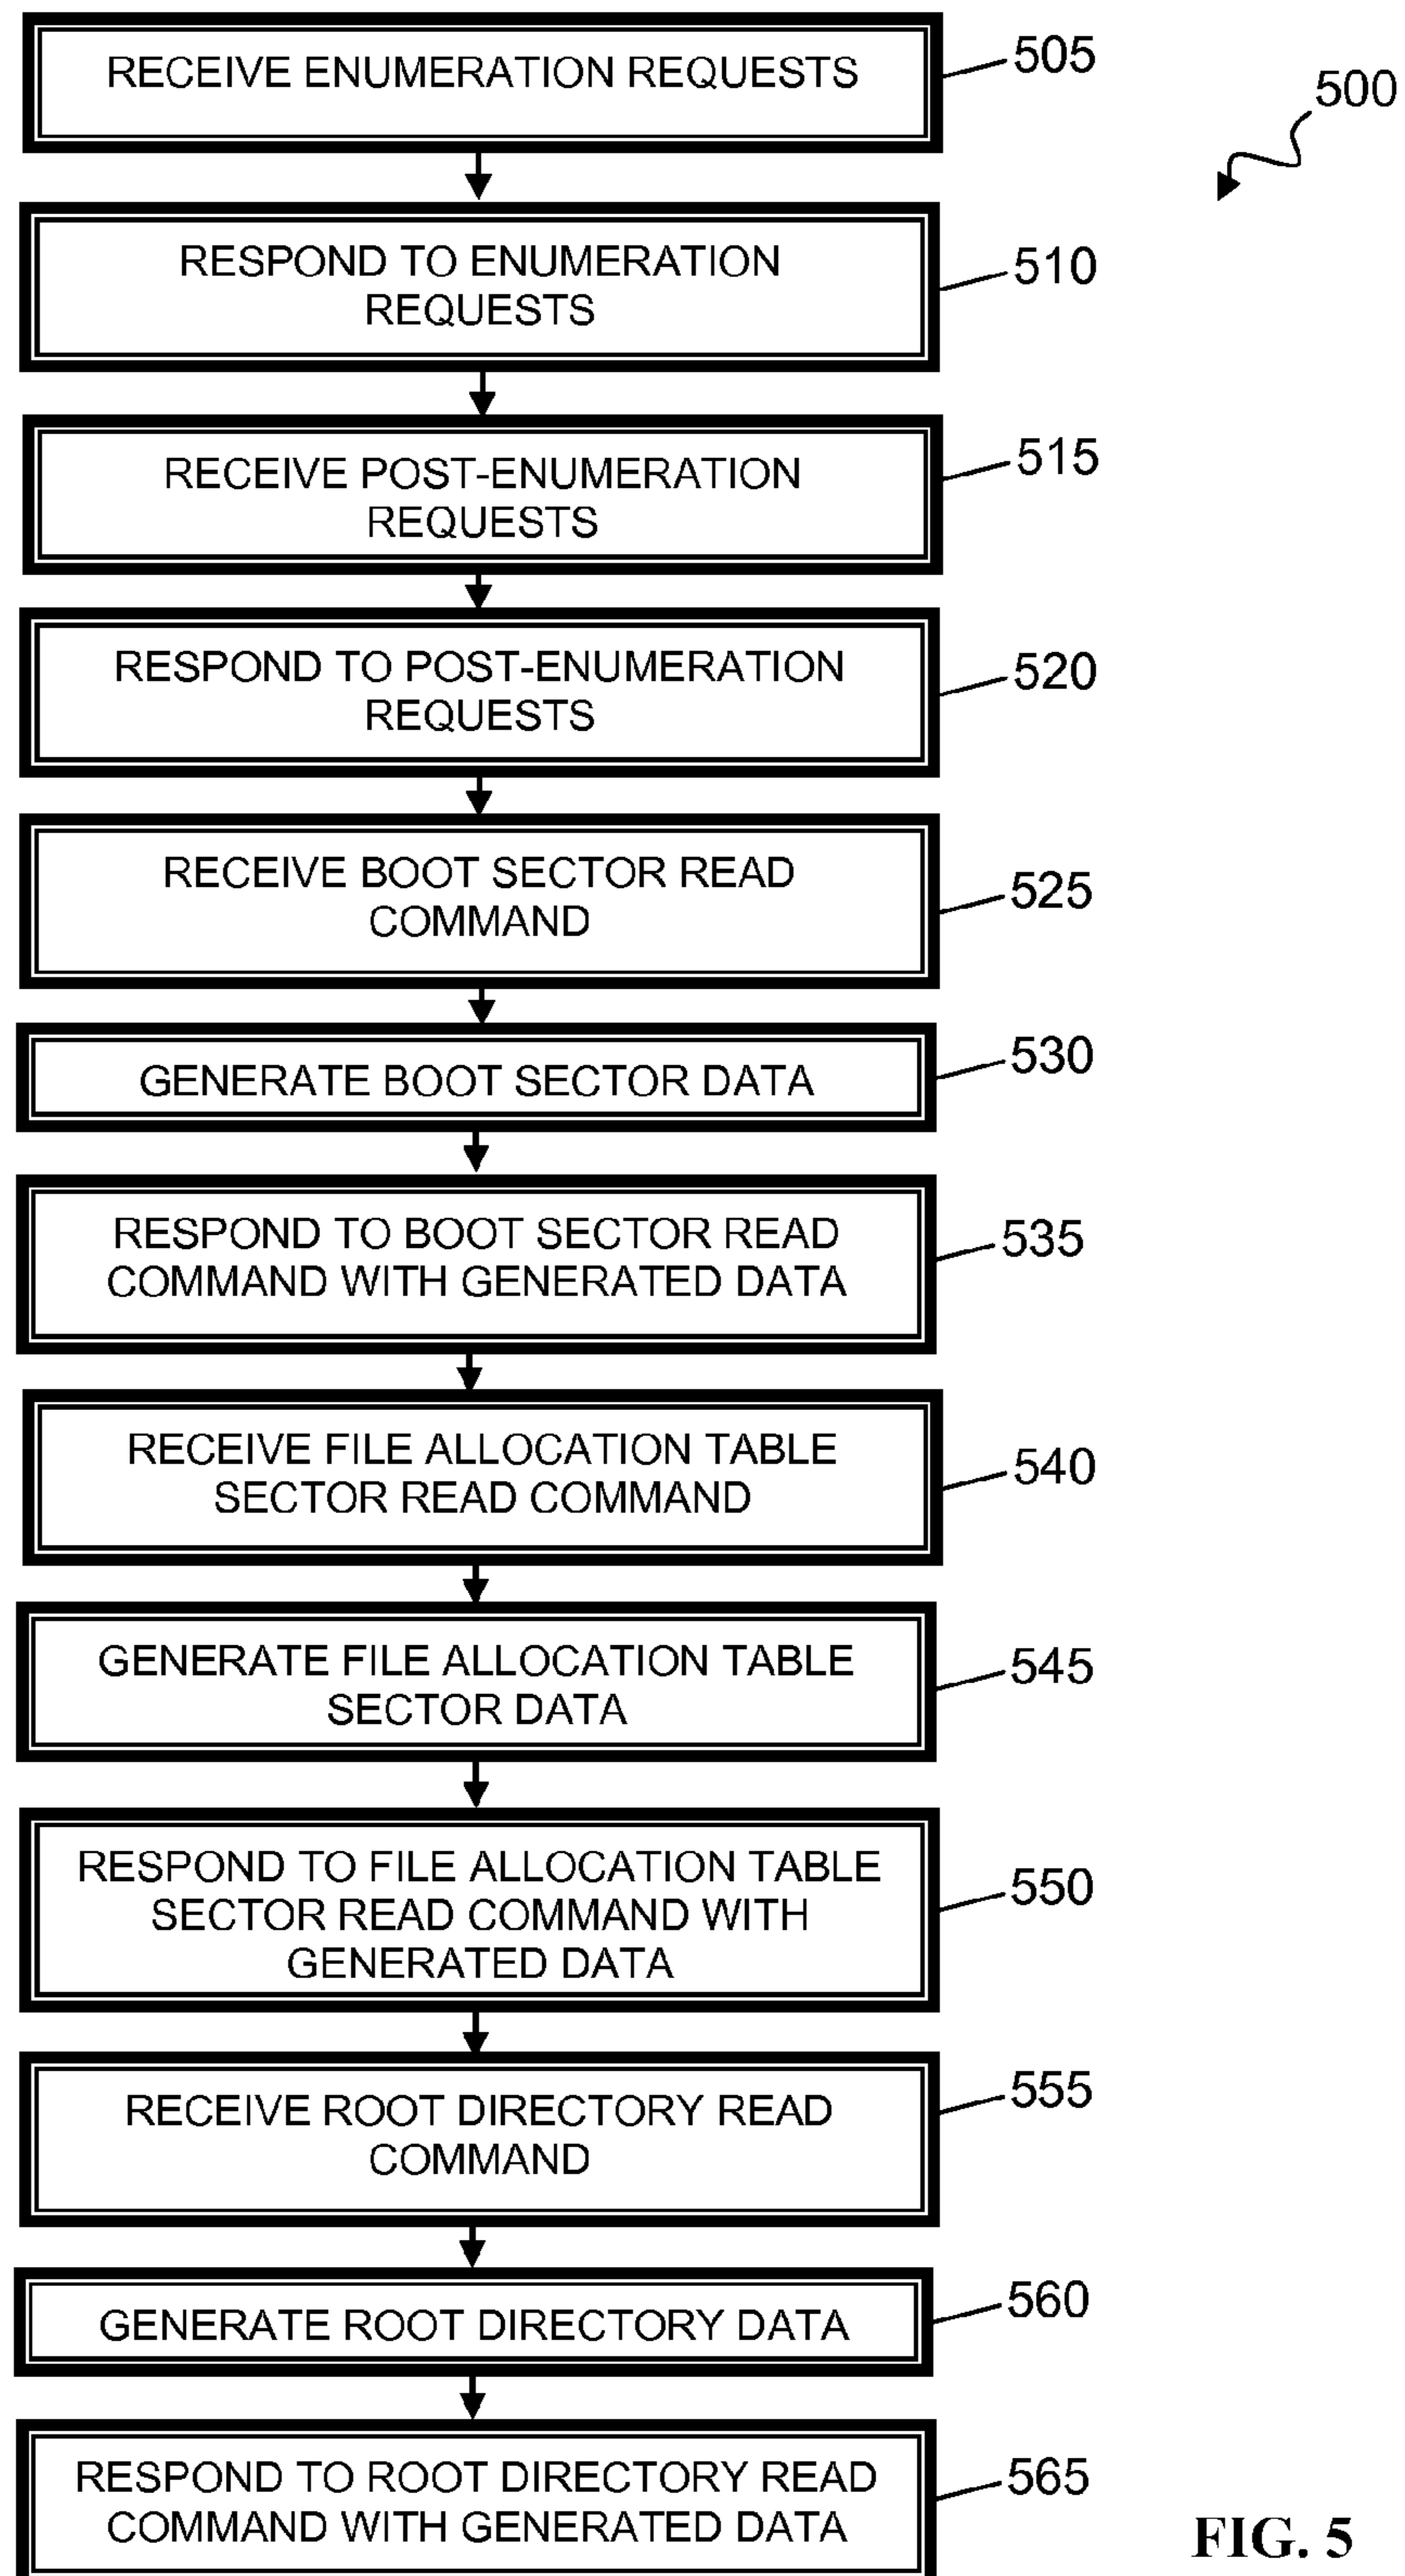 RECEIVE ENUMERATION REQUESTS
505
500
RESPOND TO ENUMERATION
REQUESTS
510
RECEIVE POST-ENUMERATION
REQUESTS
515
RESPOND TO POST-ENUMERATION
REQUESTS
520
RECEIVE BOOT SECTOR READ
COMMAND
525
GENERATE BOOT SECTOR DATA
530
RESPOND TO BOOT SECTOR READ
COMMAND WITH GENERATED DATA
535
RECEIVE FILE ALLOCATION TABLE
SECTOR READ COMMAND
540
GENERATE FILE ALLOCATION TABLE
SECTOR DATA
545
RESPOND TO FILE ALLOCATION TABLE
SECTOR READ COMMAND WITH
GENERATED DATA
550
RECEIVE ROOT DIRECTORY READ
COMMAND
555
GENERATE ROOT DIRECTORY DATA
560
RESPOND TO ROOT DIRECTORY READ
COMMAND WITH GENERATED DATA
565
FIG. 5